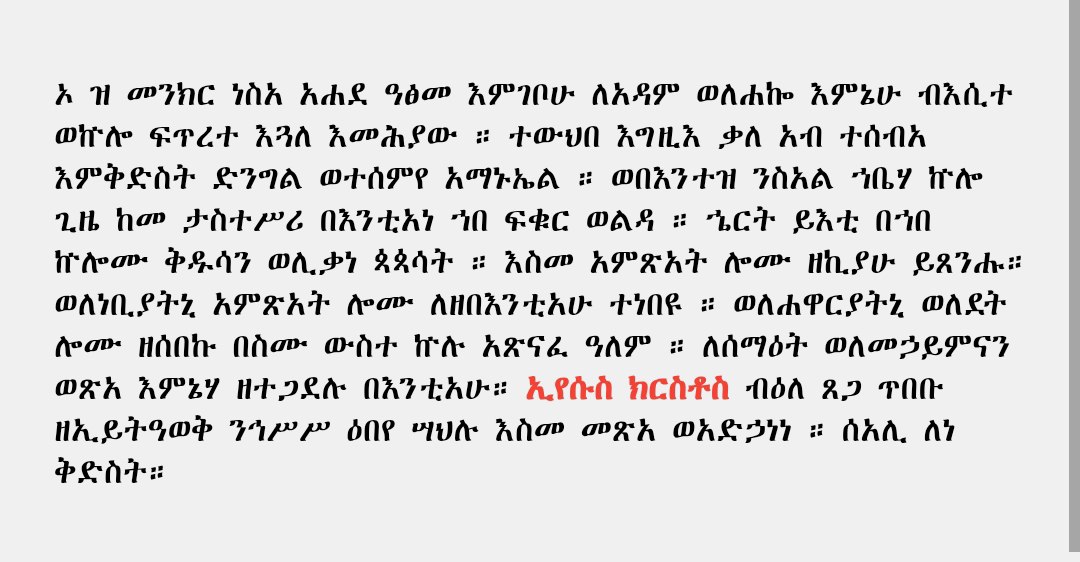 ኦ ዝ መንክር ነስአ አሐደ ዓፅመ እምገቦሁ ለአዳም ወለሐኰ እምኔሁ ብእሲተ
ወኵሎ ፍጥረተ እጓለ እመሕያው ። ተውህበ እግዚእ ቃለ አብ ተሰብአ
እምቅድስት ድንግል ወተሰምየ አማኑኤል ። ወበእንተዝ ንስአል ኀቤሃ ኵሎ
ጊዜ ከመ ታስተሥሪ በእንቲአነ ኀበ ፍቁር ወልዳ ። ኄርት ይእቲ በኀበ
ኵሎሙ ቅዱሳን ወሊቃነ ጳጳሳት ። እስመ አምጽአት ሎሙ ዘኪያሁ ይጸንሑ።
ወለነቢያትኒ አምጽአት ሎሙ ለዘበእንቲአሁ ተነበዩ ። ወለሐዋርያትኒ ወለደት
ሎሙ ዘሰበኩ በስሙ ውስተ ኵሉ አጽናፈ ዓለም ። ለሰማዕት ወለመኃይምናን
ወጽአ እምኔሃ ዘተጋደሉ በእንቲአሁ። ኢየሱስ ክርስቶስ ብዕለ ጸጋ ጥበቡ
ዘኢይትዓወቅ ንኅሥሥ ዕበየ ሣህሉ እስመ መጽአ ወአድኃነነ ። ሰአሊ ለነ
ቅድስት።